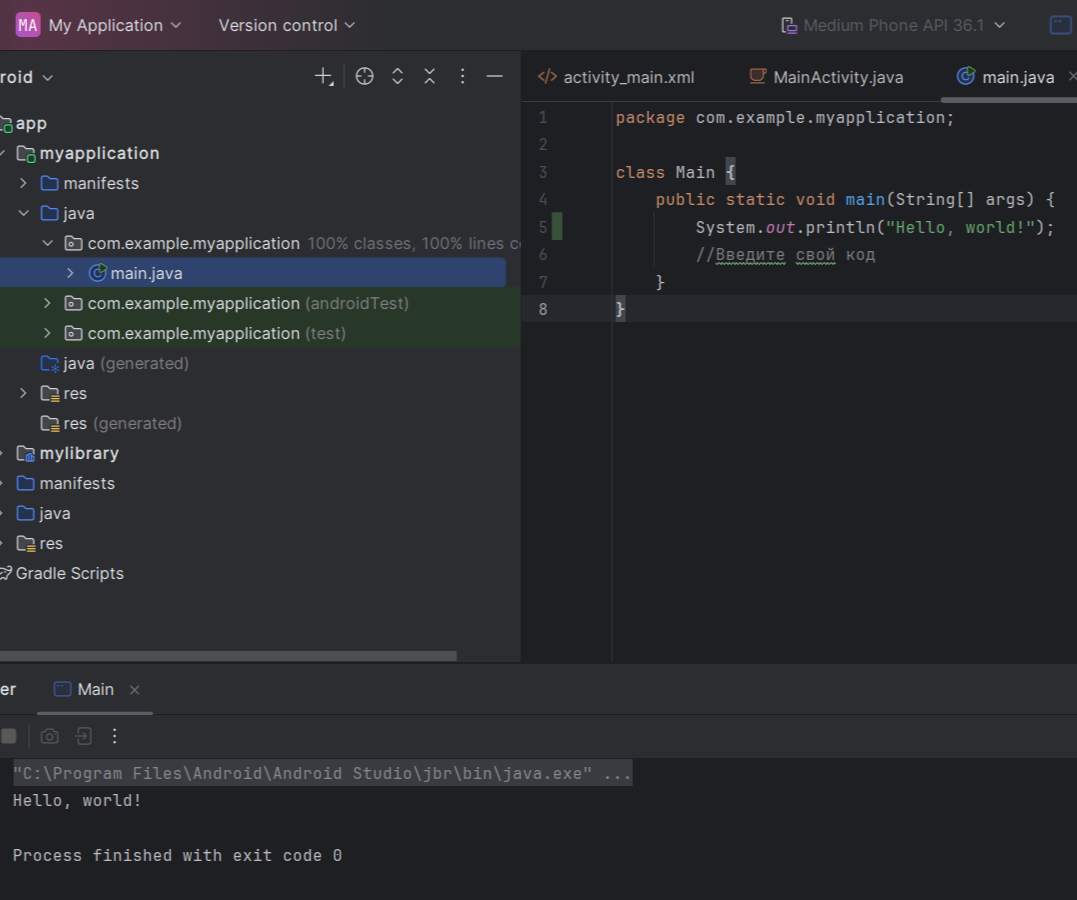 MA My Application Version control Medium Phone API 36.1
roid
activity_main.xml MainActivity.java main.java
app
myapplication
manifests
java
com.example.myapplication 100% classes, 100% lines c
main.java
com.example.myapplication (androidTest)
com.example.myapplication (test)
java (generated)
res
res (generated)
mylibrary
manifests
java
res
Gradle Scripts
1 package com.example.myapplication;
2
3 class Main {
4 public static void main(String[] args) {
5 System.out.println("Hello, world!");
6 //Введите свой код
7 }
8 }
er Main
"C:\Program Files\Android\Android Studio\jbr\bin\java.exe" ...
Hello, world!
Process finished with exit code 0